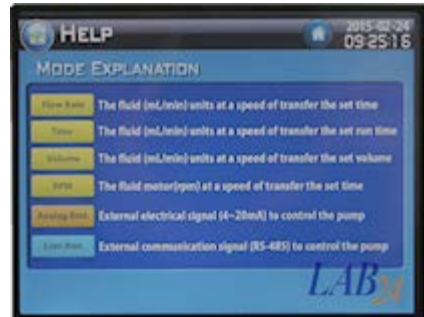 HELP
2015-02-24
09:25:16
MODE EXPLANATION
Flow Rate The fluid (mL/min) units at a speed of transfer the set time
Time The fluid (mL/min) units at a speed of transfer the set run time
Volume The fluid (mL/min) units at a speed of transfer the set volume
RPM The fluid motor(rpm) at a speed of transfer the set time
Analog External electrical signal (4~20mA) to control the pump
External communication signal (RS-485) to control the pump
LAB24